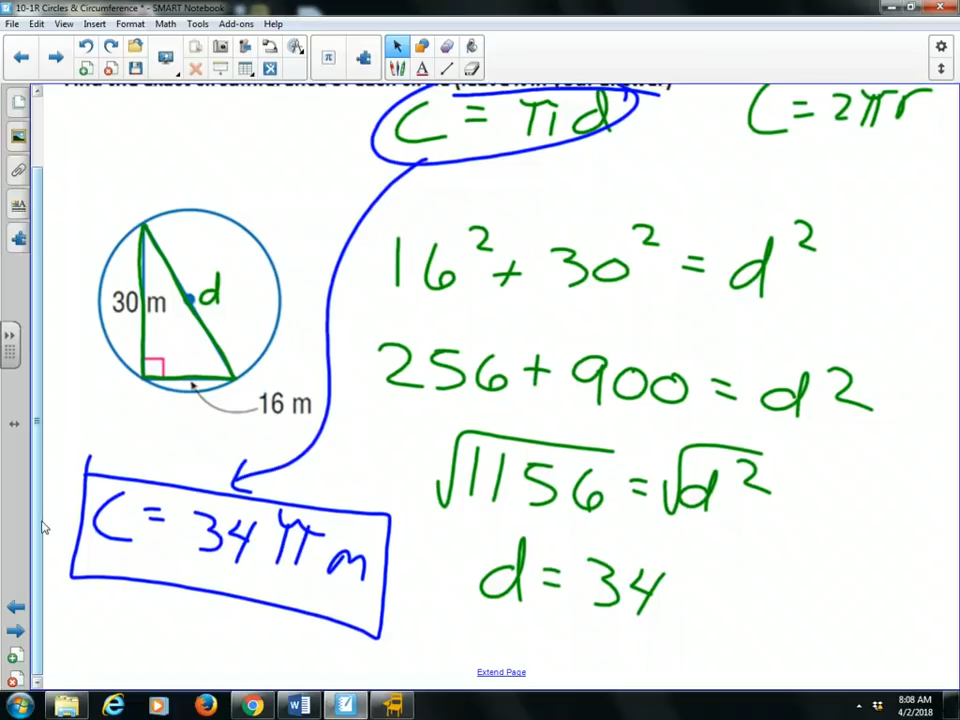 10-1R Circles & Circumference * - SMART Notebook
File Edit View Insert Format Math Tools Add-ons Help
C = πd
C = 2πr
16² + 30² = d²
30 m
d
256 + 900 = d2
16 m
√1156 = √d²
C = 34πm
d = 34
Extend Page
8:08 AM
4/2/2018